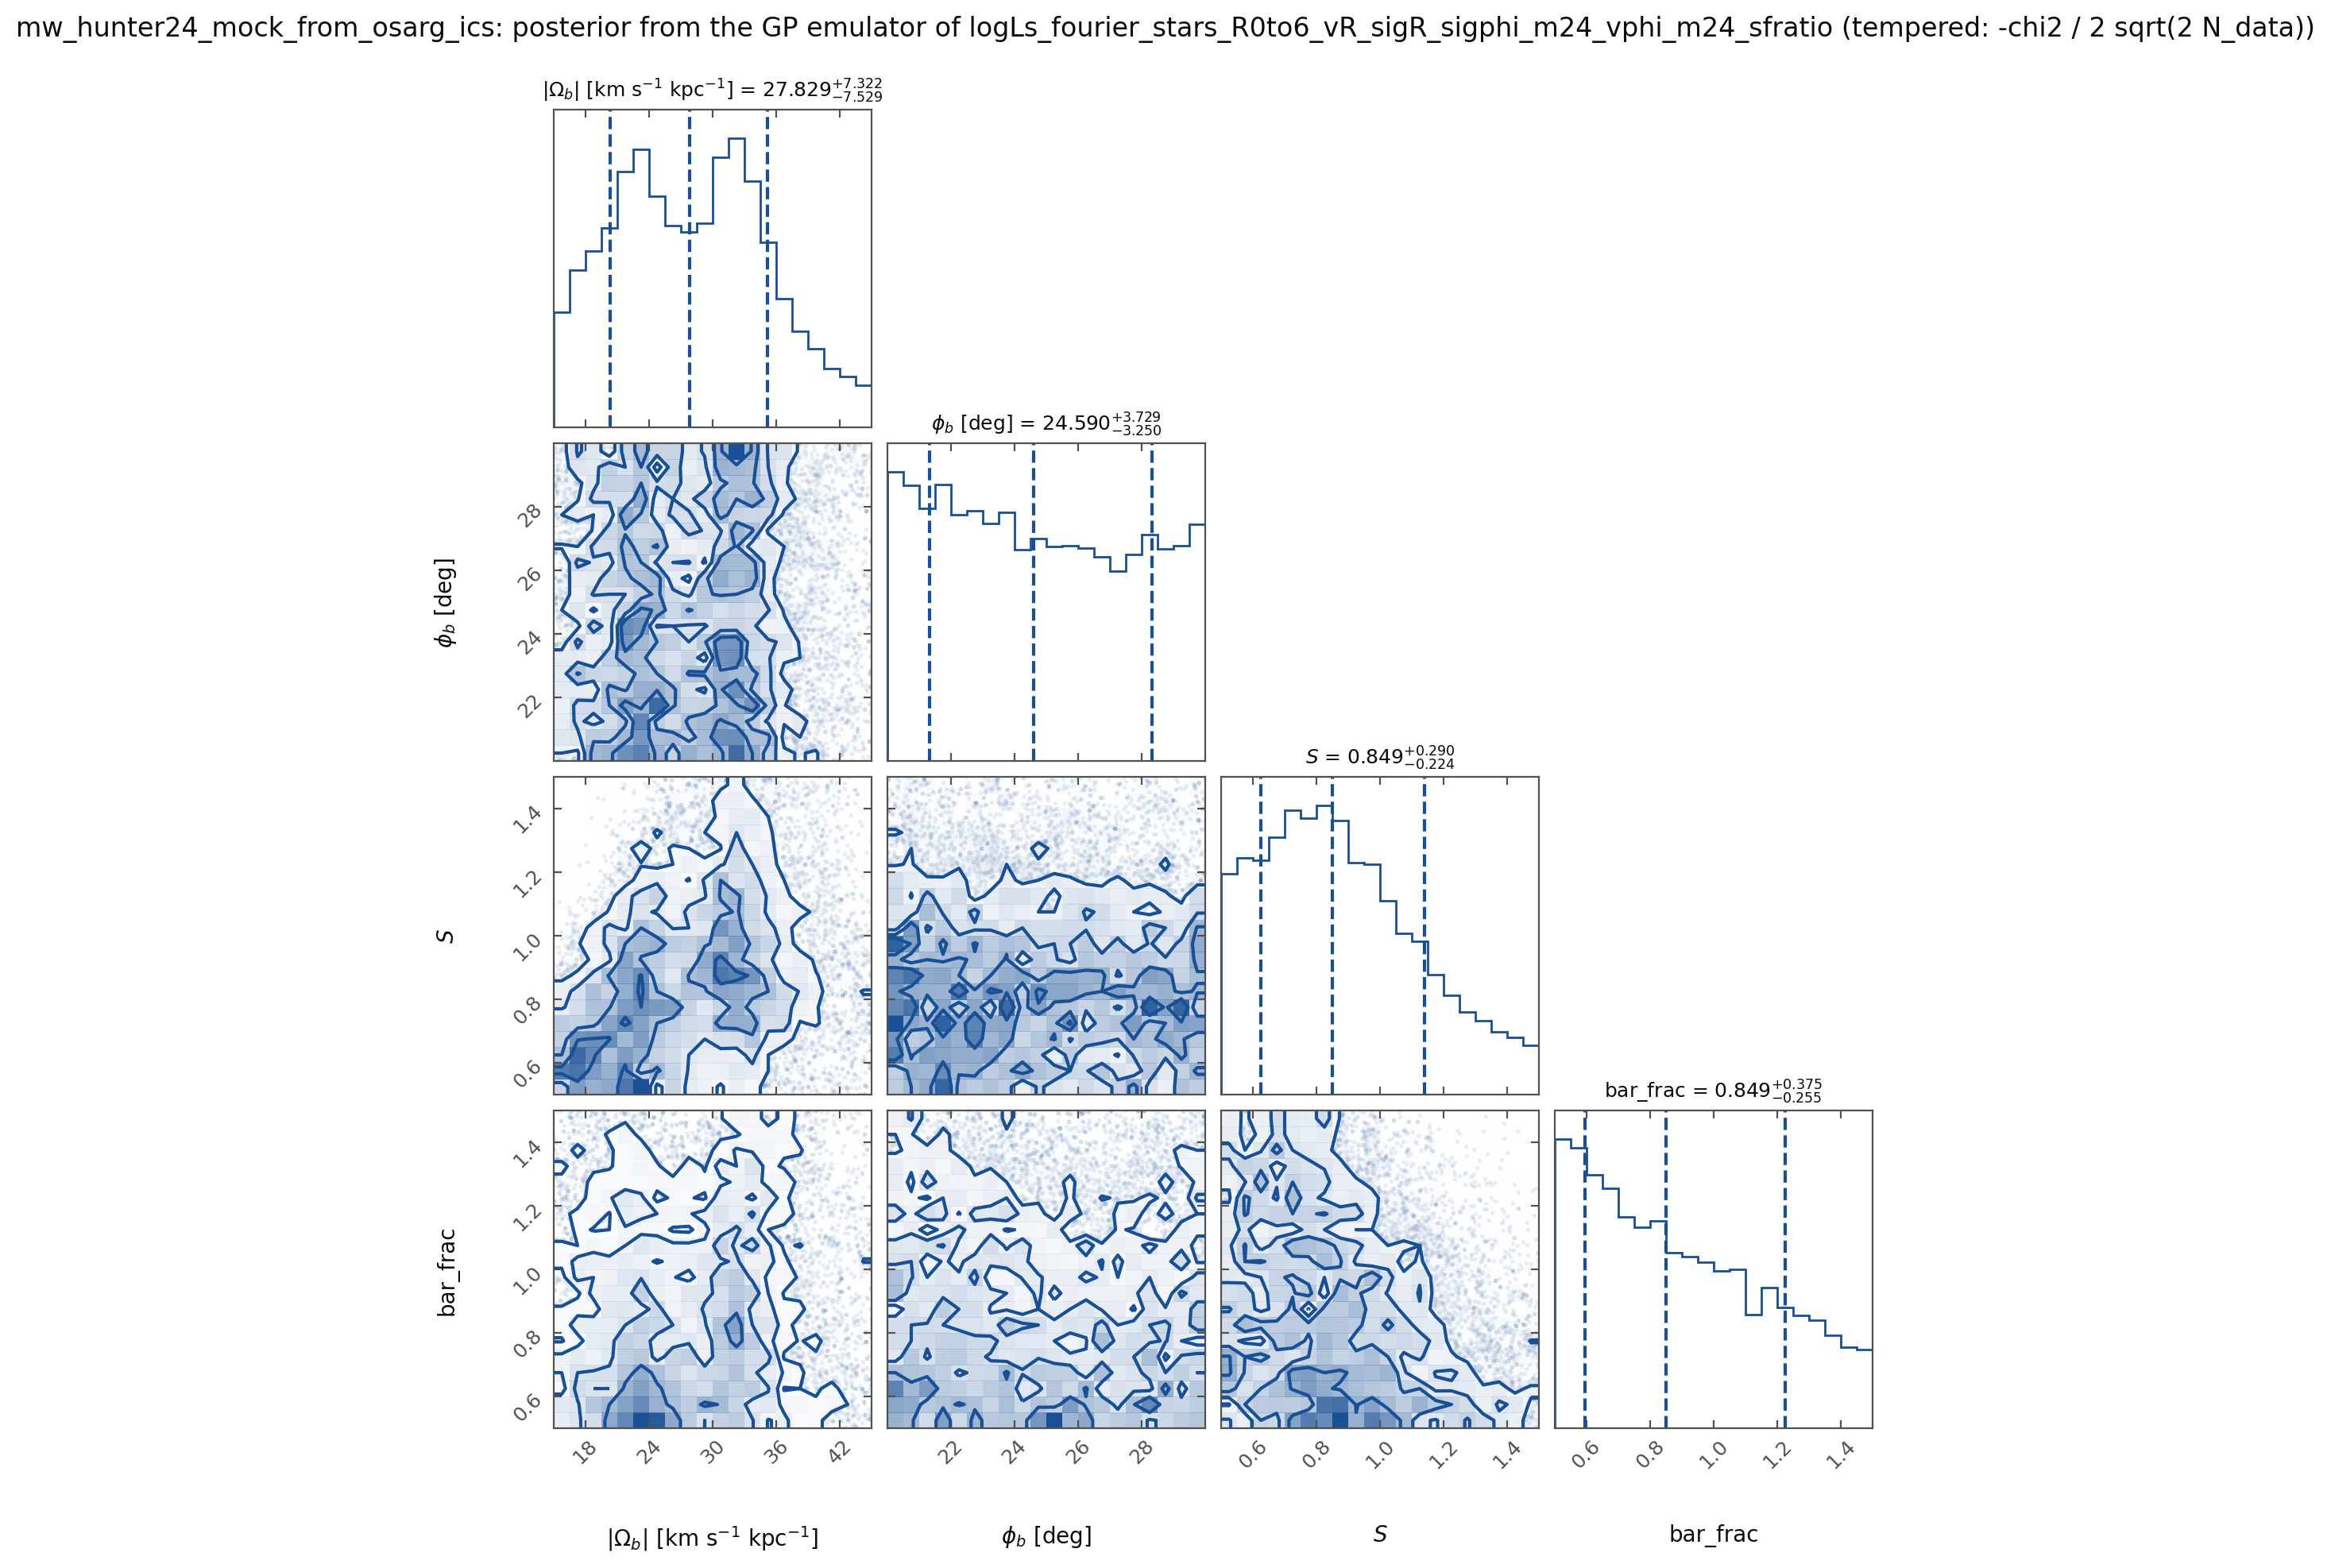 mw_hunter24_mock_from_osarg_ics: posterior from the GP emulator of logLs_fourier_stars_R0to6_vR_sigR_sigphi_m24_vphi_m24_sfratio (tempered: -chi2 / 2 sqrt(2 N_data))
|Ω_b| [km s⁻¹ kpc⁻¹] = 27.829^{+7.322}_{−7.529}
ϕ_b [deg] = 24.590^{+3.729}_{−3.250}
28
26
24
22
ϕ_b [deg]
S = 0.849^{+0.290}_{−0.224}
1.4
1.2
1.0
0.8
0.6
S
bar_frac = 0.849^{+0.375}_{−0.255}
1.4
1.2
1.0
0.8
0.6
bar_frac
18 24 30 36 42
22 24 26 28
0.6 0.8 1.0 1.2 1.4
0.6 0.8 1.0 1.2 1.4
|Ω_b| [km s⁻¹ kpc⁻¹]
ϕ_b [deg]
S
bar_frac